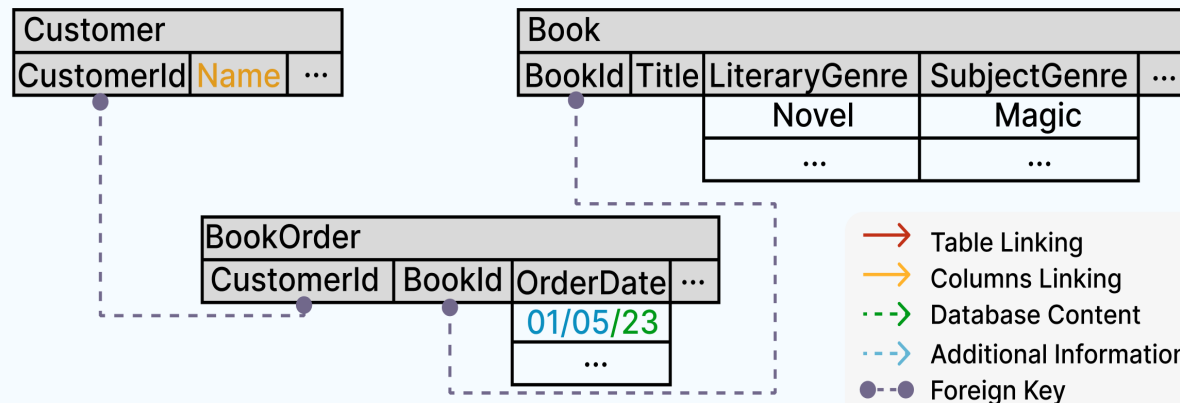 Customer
CustomerId Name ...
Book
BookId Title LiteraryGenre SubjectGenre ...
Novel Magic
... ...
BookOrder
CustomerId BookId OrderDate ...
01/05/23
...
Table Linking
Columns Linking
Database Content
Additional Information
Foreign Key